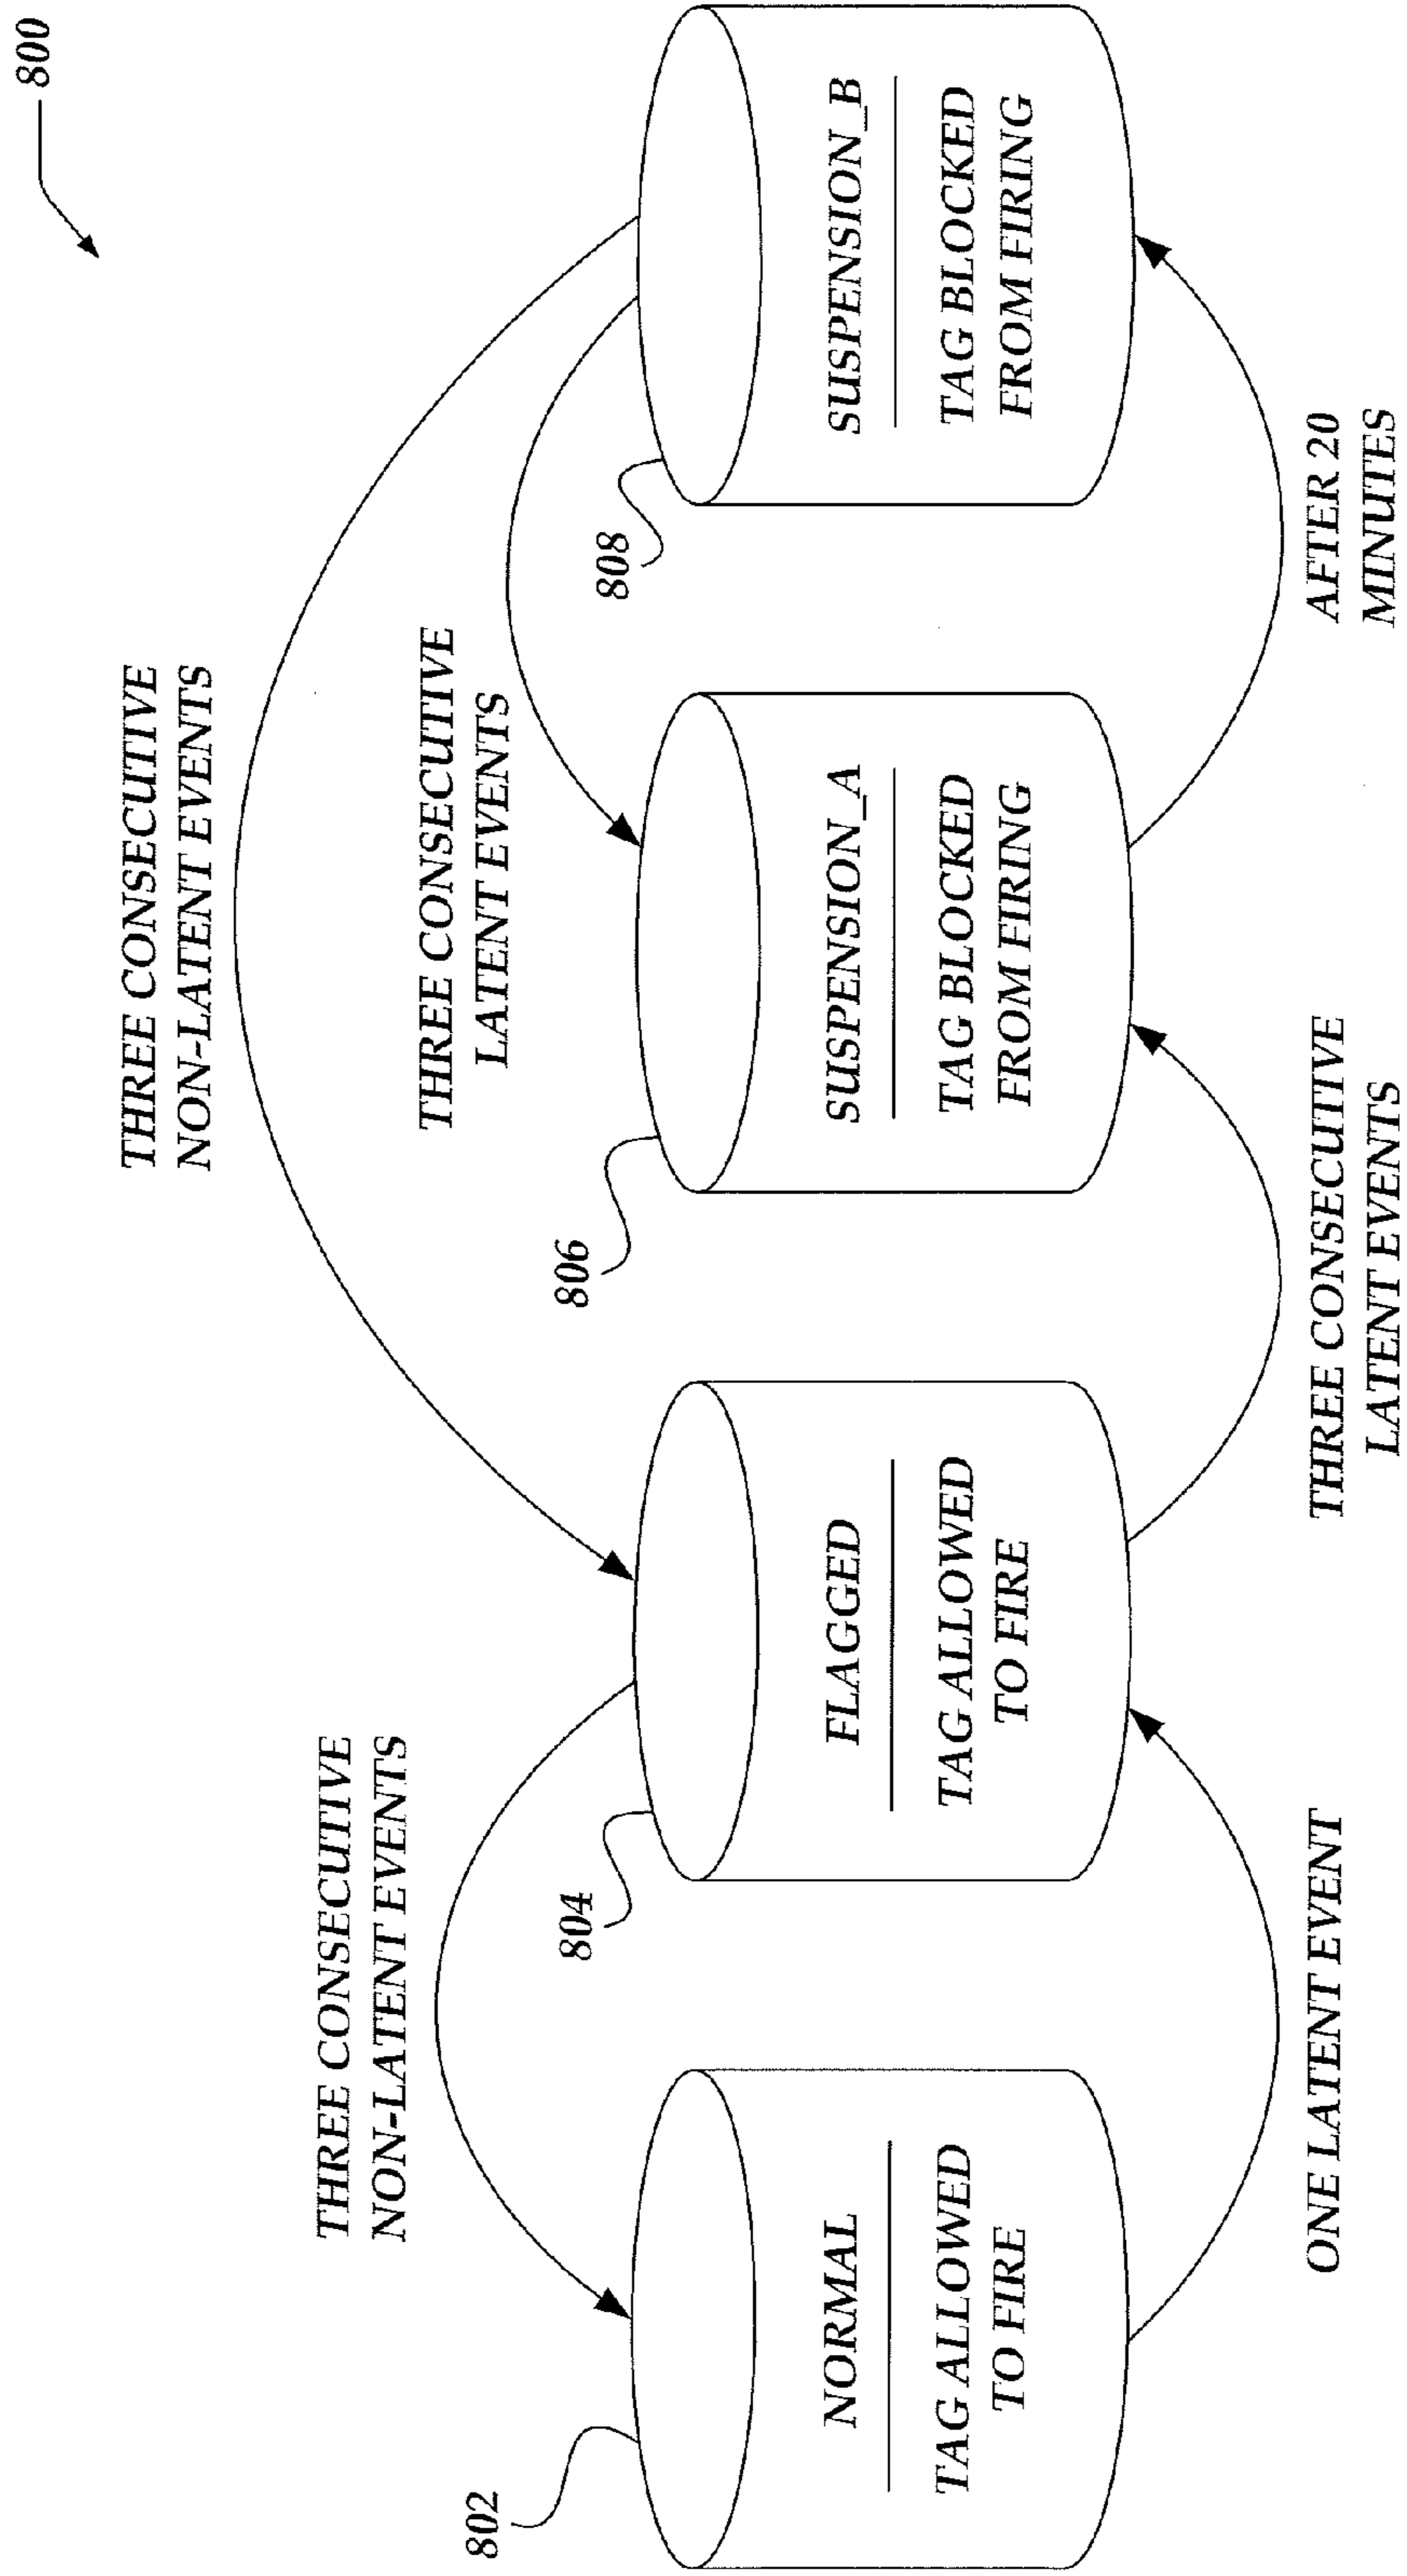 800
THREE CONSECUTIVE
NON-LATENT EVENTS
THREE CONSECUTIVE
NON-LATENT EVENTS
THREE CONSECUTIVE
LATENT EVENTS
802
804
806
808
NORMAL
TAG ALLOWED
TO FIRE
FLAGGED
TAG ALLOWED
TO FIRE
SUSPENSION_A
TAG BLOCKED
FROM FIRING
SUSPENSION_B
TAG BLOCKED
FROM FIRING
ONE LATENT EVENT
THREE CONSECUTIVE
LATENT EVENTS
AFTER 20
MINUTES